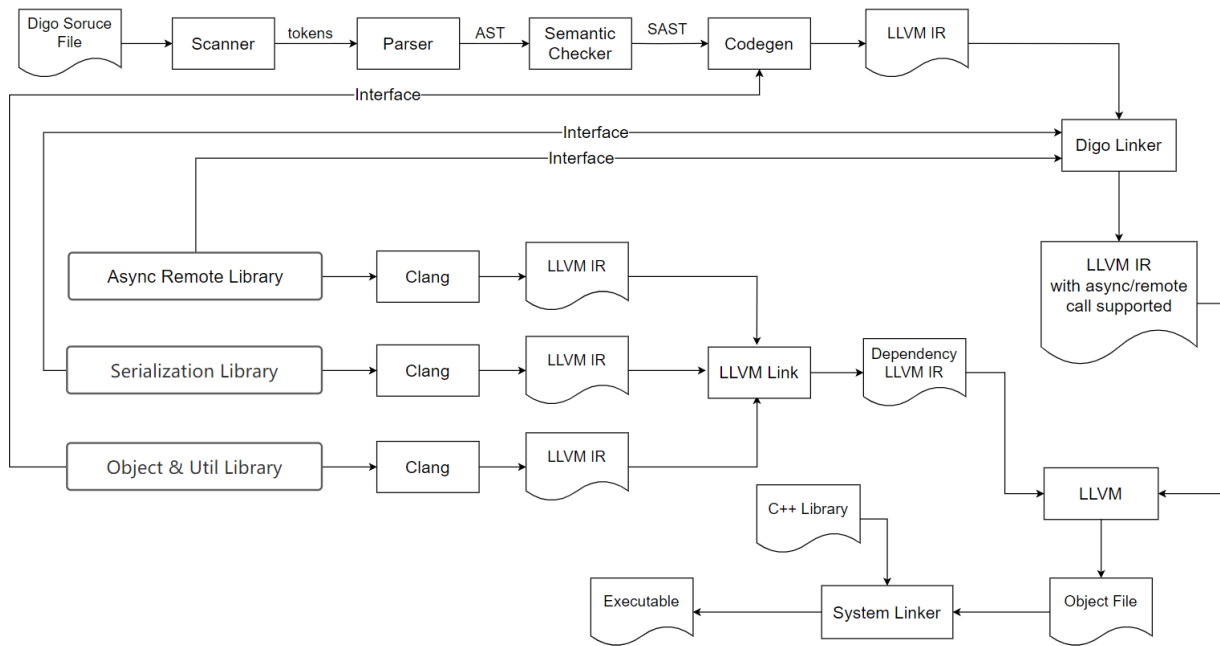 Digo Soruce
File
Scanner
tokens
Parser
AST
Semantic
Checker
SAST
Codegen
LLVM IR
Interface
Interface
Interface
Digo Linker
Async Remote Library
Clang
LLVM IR
LLVM IR
with async/remote
call supported
Serialization Library
Clang
LLVM IR
LLVM Link
Dependency
LLVM IR
Object & Util Library
Clang
LLVM IR
C++ Library
LLVM
Executable
System Linker
Object File